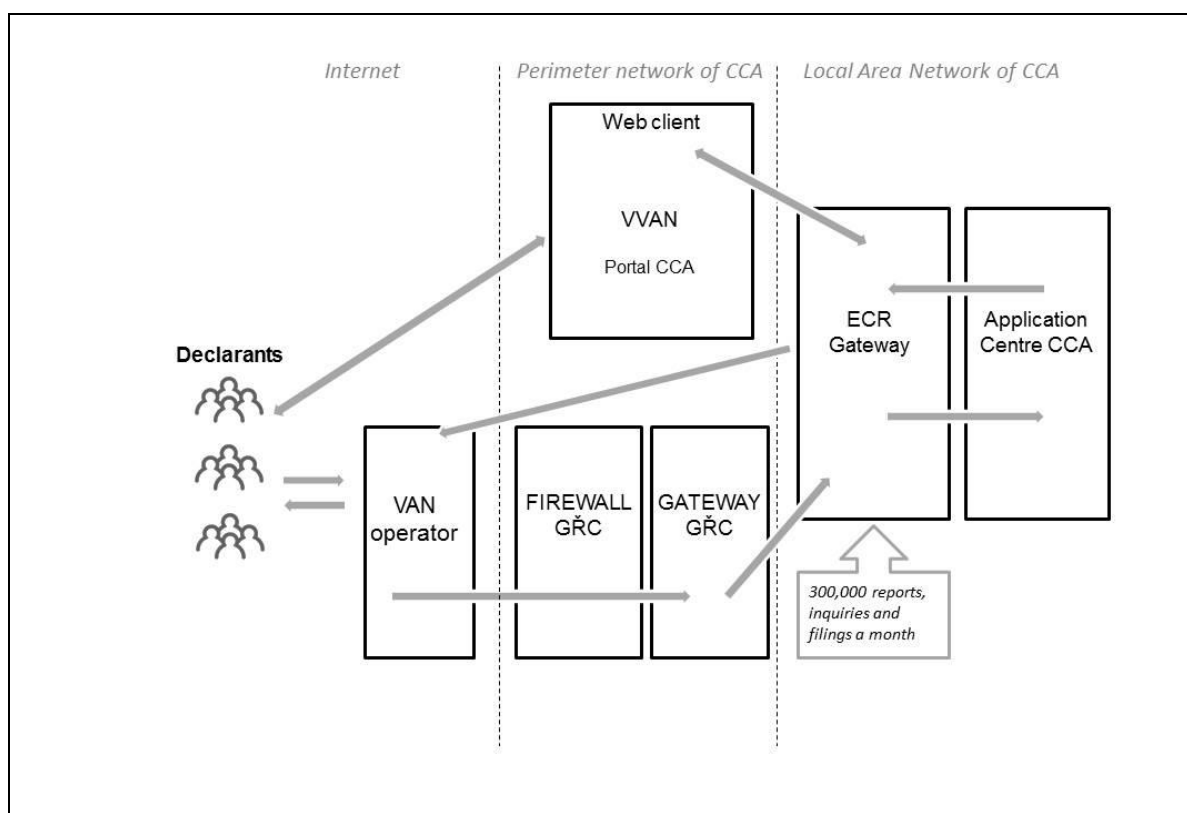 Internet
Perimeter network of CCA
Local Area Network of CCA
Web client
VVAN
Portal CCA
ECR
Gateway
Application
Centre CCA
Declarants
VAN
operator
FIREWALL
GŘC
GATEWAY
GŘC
300,000 reports,
inquiries and
filings a month